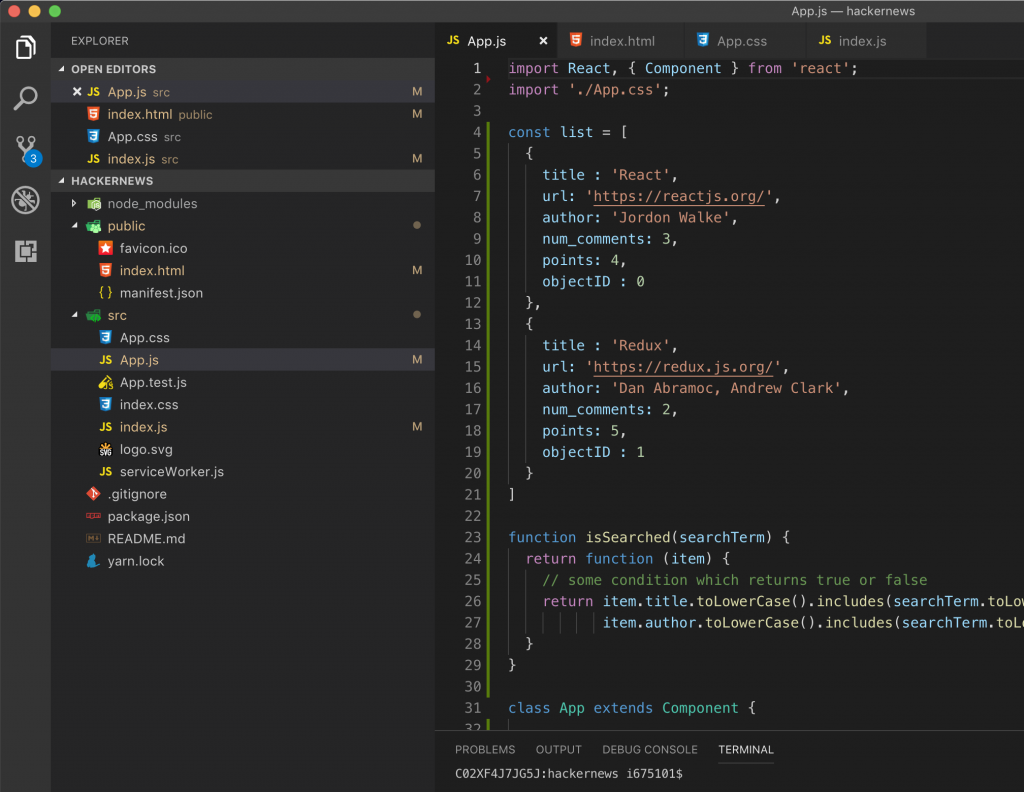 App.js — hackernews
EXPLORER
OPEN EDITORS
JS App.js src M
index.html public M
App.css src
JS index.js src M
HACKERNEWS
node_modules
public
favicon.ico
index.html M
{ } manifest.json
src
App.css
JS App.js M
App.test.js
index.css
JS index.js M
SVG logo.svg
JS serviceWorker.js
.gitignore
package.json
README.md
yarn.lock
3
JS App.js × index.html App.css JS index.js
1 import React, { Component } from 'react';
2 import './App.css';
3
4 const list = [
5 {
6 title : 'React',
7 url: 'https://reactjs.org/',
8 author: 'Jordon Walke',
9 num_comments: 3,
10 points: 4,
11 objectID : 0
12 },
13 {
14 title : 'Redux',
15 url: 'https://redux.js.org/',
16 author: 'Dan Abramoc, Andrew Clark',
17 num_comments: 2,
18 points: 5,
19 objectID : 1
20 }
21 ]
22
23 function isSearched(searchTerm) {
24 return function (item) {
25 // some condition which returns true or false
26 return item.title.toLowerCase().includes(searchTerm.toLow
27 item.author.toLowerCase().includes(searchTerm.toL
28 }
29 }
30
31 class App extends Component {
32
PROBLEMS OUTPUT DEBUG CONSOLE TERMINAL
C02XF4J7JG5J:hackernews i675101$